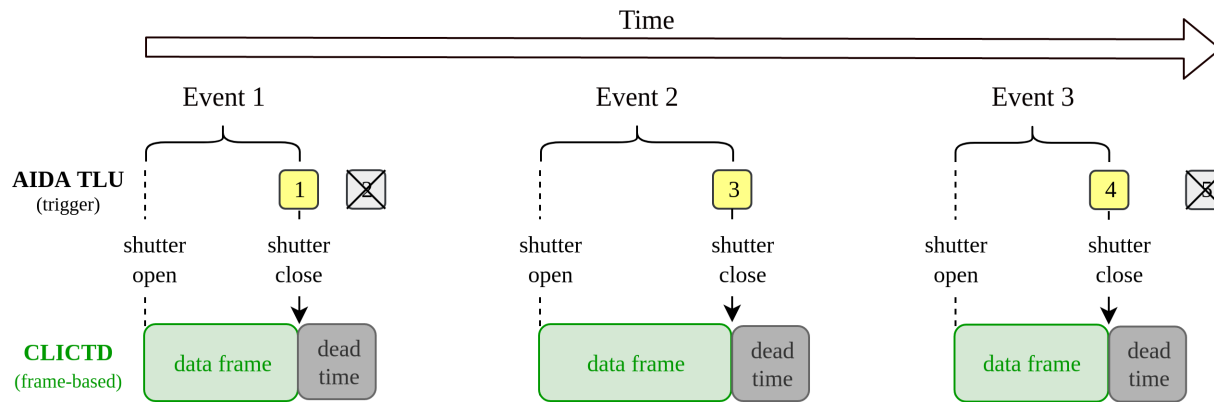 Time
Event 1 Event 2 Event 3
AIDA TLU
(trigger)
1 2 3 4 5
shutter shutter shutter shutter shutter shutter
open close open close open close
CLICTD
(frame-based)
data frame
dead
time
data frame
dead
time
data frame
dead
time